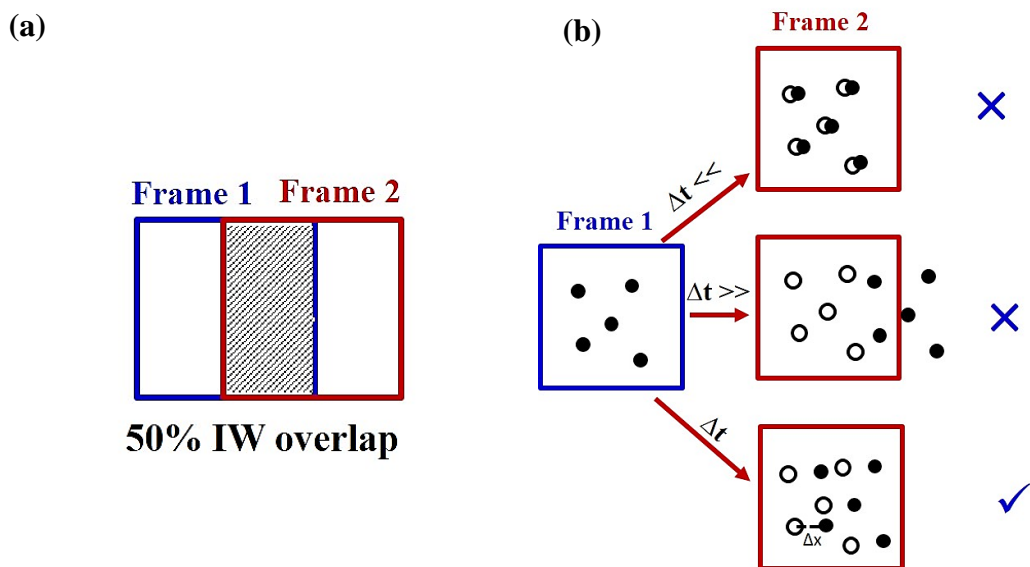 (a)
Frame 1 Frame 2
50% IW overlap
(b)
Frame 2
Δt <<
Frame 1
Δt >>
Δt
Δx